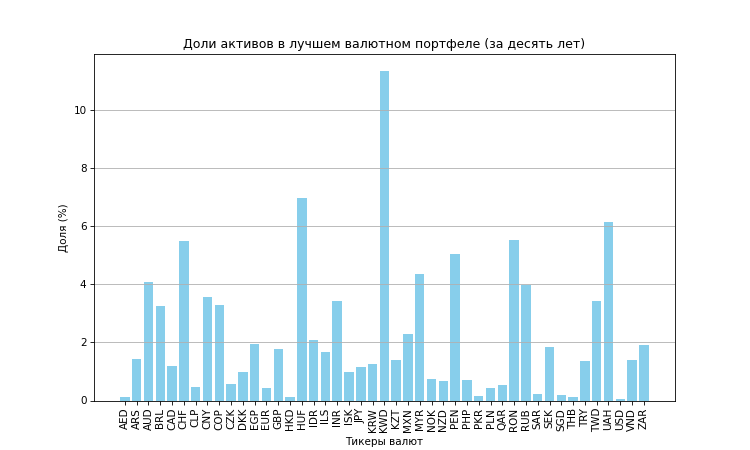 Доли активов в лучшем валютном портфеле (за десять лет)
Доля (%)
10
8
6
4
2
0
AED ARS AUD BRL CAD CHF CLP CNY COP CZK DKK EGP EUR GBP HKD HUF IDR ILS INR ISK JPY KRW KWD KZT MXN MYR NOK NZD PEN PHP PKR PLN QAR RON RUB SAR SEK SGD THB TRY TWD UAH USD VND ZAR
Тикеры валют